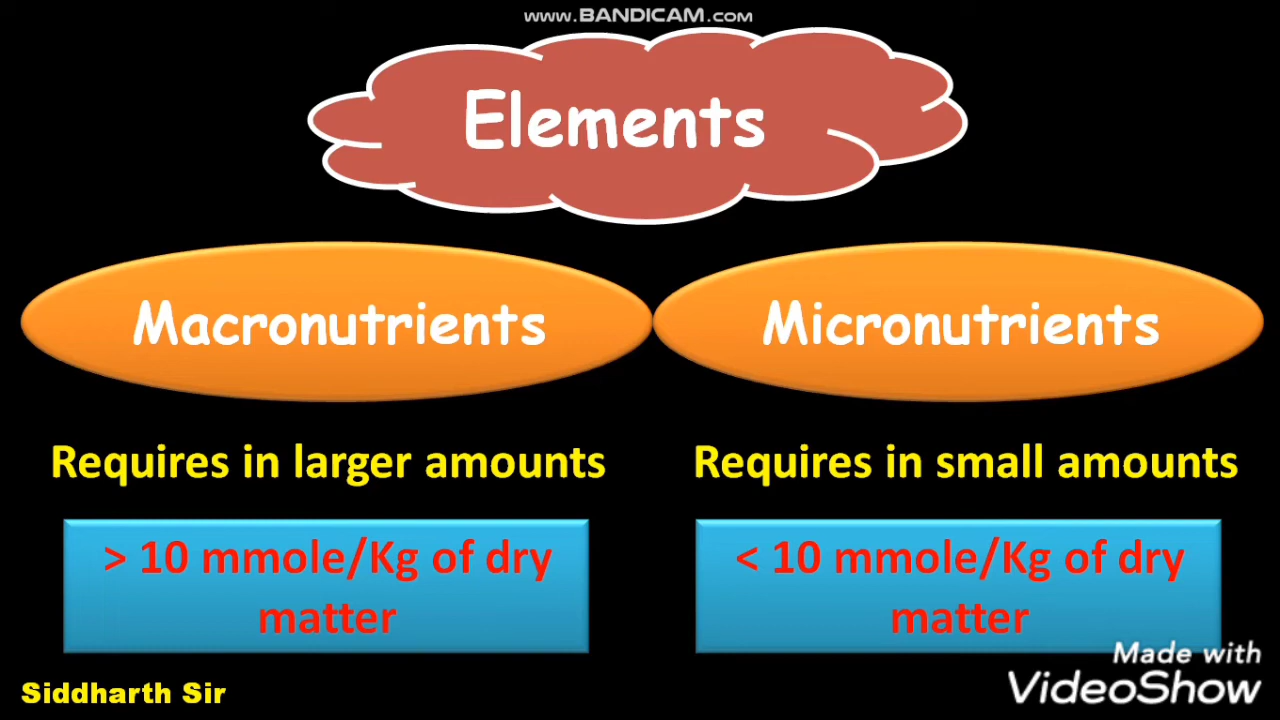 www.BANDICAM.com
Elements
Macronutrients
Micronutrients
Requires in larger amounts
Requires in small amounts
> 10 mmole/Kg of dry
matter
< 10 mmole/Kg of dry
matter
Made with
VideoShow
Siddharth Sir